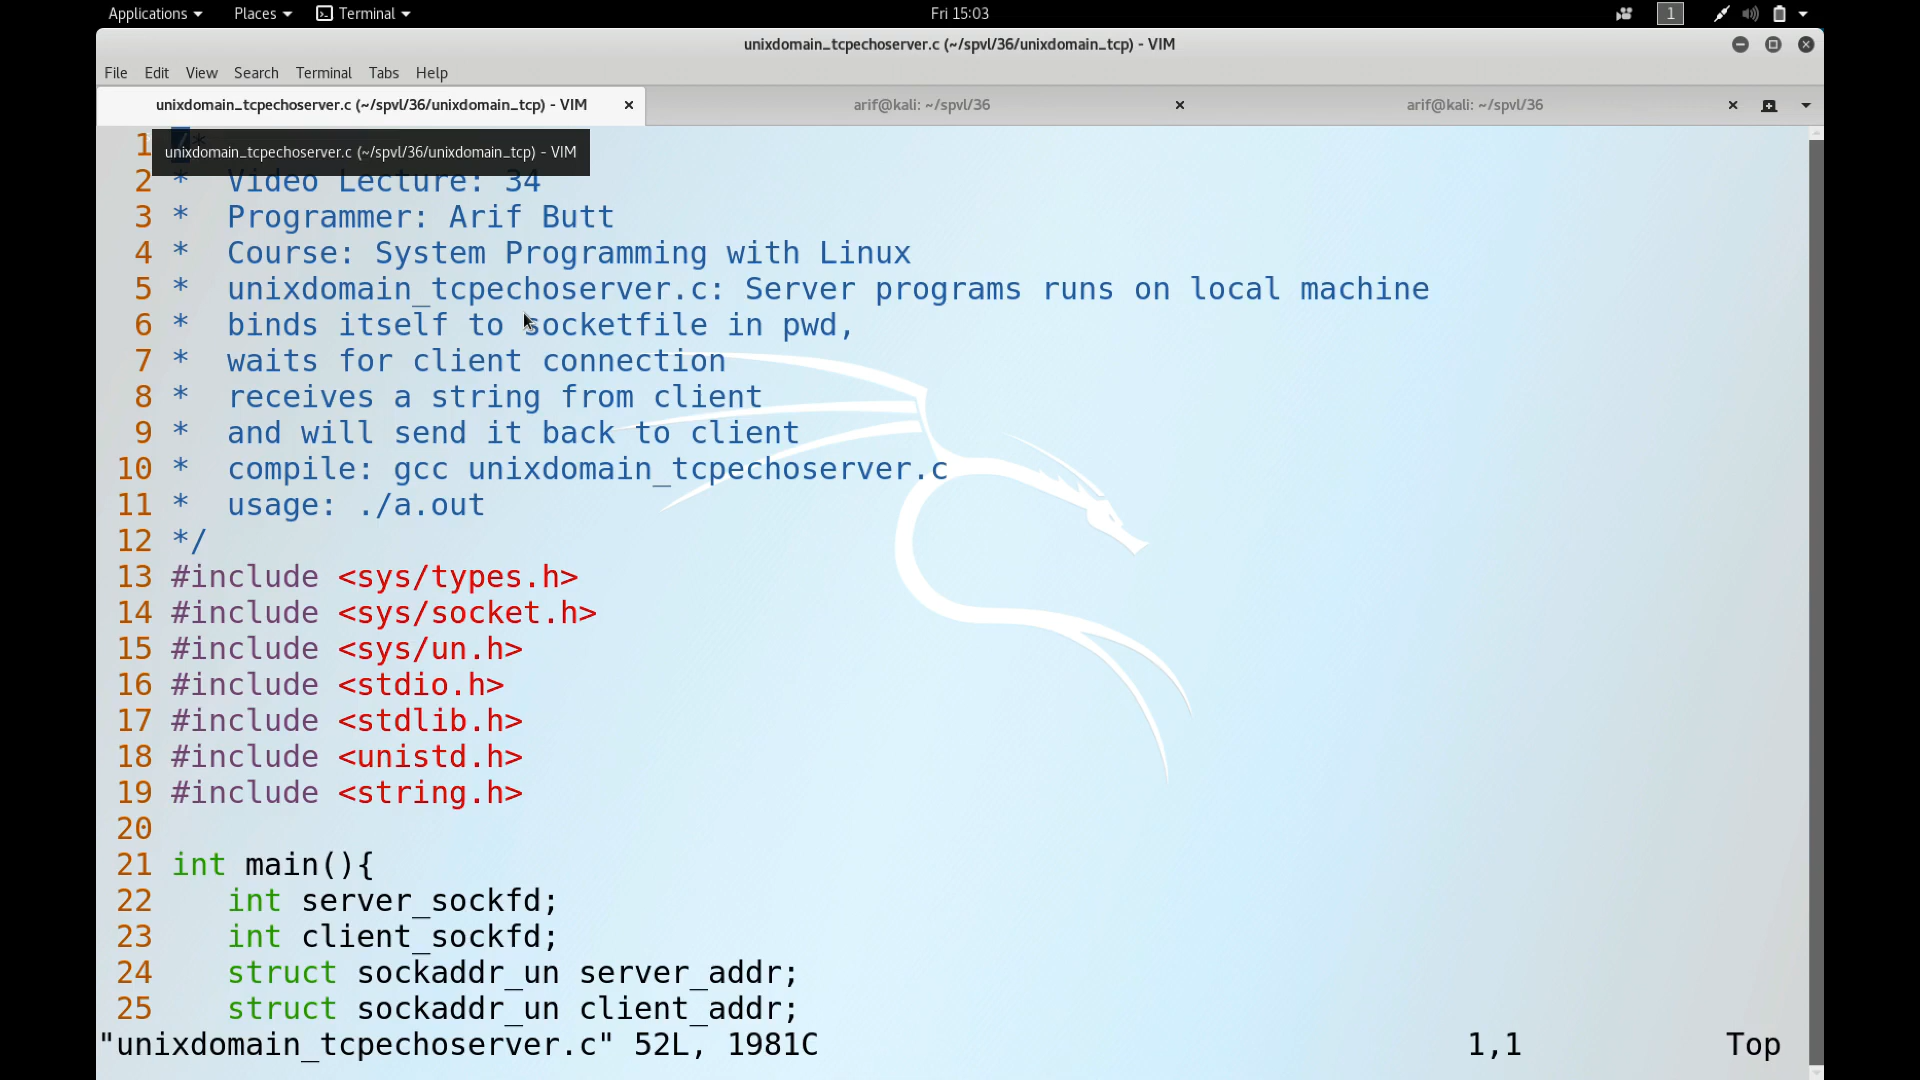 Applications Places Terminal Fri 15:03 1
unixdomain_tcpechoserver.c (~/spvl/36/unixdomain_tcp) - VIM
File Edit View Search Terminal Tabs Help
unixdomain_tcpechoserver.c (~/spvl/36/unixdomain_tcp) - VIM × arif@kali: ~/spvl/36 × arif@kali: ~/spvl/36 ×
1 /*
unixdomain_tcpechoserver.c (~/spvl/36/unixdomain_tcp) - VIM
2 *  Video Lecture: 34
3 *  Programmer: Arif Butt
4 *  Course: System Programming with Linux
5 *  unixdomain_tcpechoserver.c: Server programs runs on local machine
6 *  binds itself to socketfile in pwd,
7 *  waits for client connection
8 *  receives a string from client
9 *  and will send it back to client
10 *  compile: gcc unixdomain_tcpechoserver.c
11 *  usage: ./a.out
12 */
13 #include <sys/types.h>
14 #include <sys/socket.h>
15 #include <sys/un.h>
16 #include <stdio.h>
17 #include <stdlib.h>
18 #include <unistd.h>
19 #include <string.h>
20
21 int main(){
22    int server_sockfd;
23    int client_sockfd;
24    struct sockaddr_un server_addr;
25    struct sockaddr_un client_addr;
"unixdomain_tcpechoserver.c" 52L, 1981C 1,1 Top